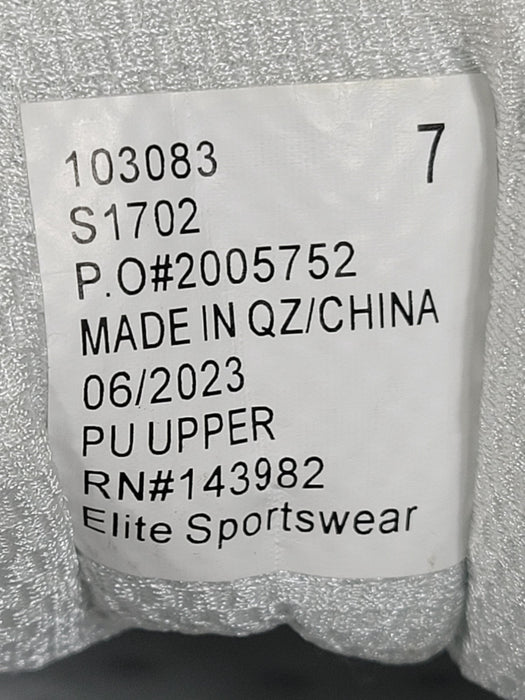 103083 7
S1702
P.O#2005752
MADE IN QZ/CHINA
06/2023
PU UPPER
RN#143982
Elite Sportswear